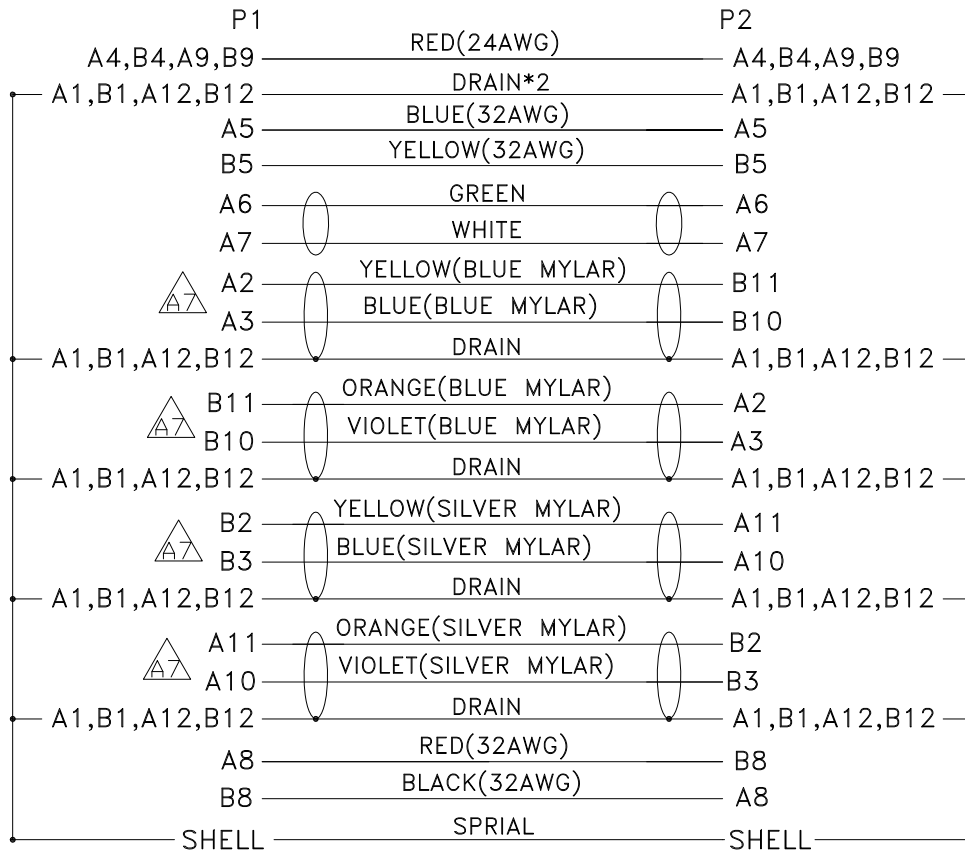 P1 P2
A4,B4,A9,B9 RED(24AWG) A4,B4,A9,B9
A1,B1,A12,B12 DRAIN*2 A1,B1,A12,B12
A5 BLUE(32AWG) A5
B5 YELLOW(32AWG) B5
A6 GREEN A6
A7 WHITE A7
A2 YELLOW(BLUE MYLAR) B11
A7
A3 BLUE(BLUE MYLAR) B10
A1,B1,A12,B12 DRAIN A1,B1,A12,B12
B11 ORANGE(BLUE MYLAR) A2
A7
B10 VIOLET(BLUE MYLAR) A3
A1,B1,A12,B12 DRAIN A1,B1,A12,B12
B2 YELLOW(SILVER MYLAR) A11
A7
B3 BLUE(SILVER MYLAR) A10
A1,B1,A12,B12 DRAIN A1,B1,A12,B12
A11 ORANGE(SILVER MYLAR) B2
A7
A10 VIOLET(SILVER MYLAR) B3
A1,B1,A12,B12 DRAIN A1,B1,A12,B12
A8 RED(32AWG) B8
B8 BLACK(32AWG) A8
SHELL SPRIAL SHELL